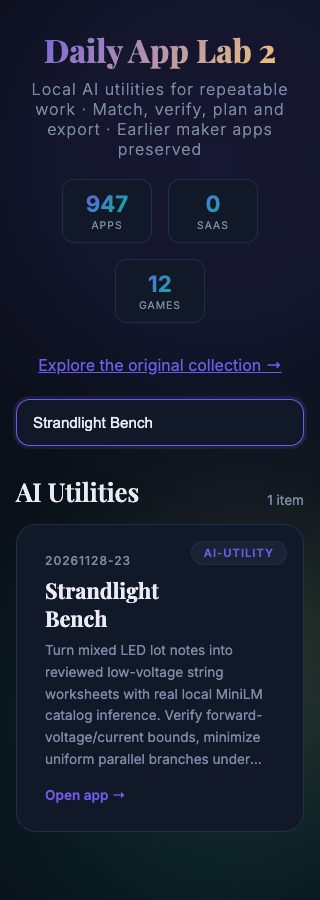 Daily App Lab 2
Local AI utilities for repeatable
work · Match, verify, plan and
export · Earlier maker apps
preserved
947
APPS
0
SAAS
12
GAMES
Explore the original collection →
Strandlight Bench
AI Utilities
1 item
20261128-23
AI-UTILITY
Strandlight
Bench
Turn mixed LED lot notes into
reviewed low-voltage string
worksheets with real local MiniLM
catalog inference. Verify forward-
voltage/current bounds, minimize
uniform parallel branches under...
Open app →